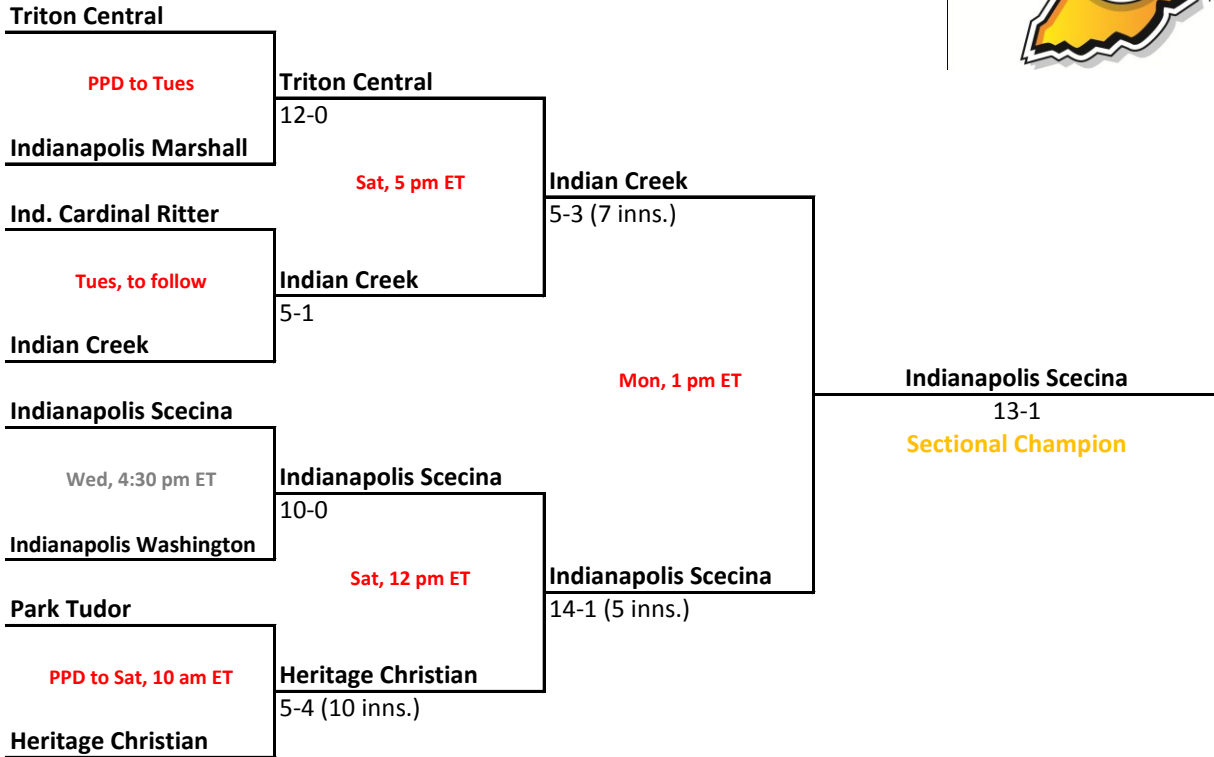 Triton Central
PPD to Tues
Triton Central
12-0
Indianapolis Marshall
Sat, 5 pm ET
Indian Creek
5-3 (7 inns.)
Ind. Cardinal Ritter
Tues, to follow
Indian Creek
5-1
Indian Creek
Mon, 1 pm ET
Indianapolis Scecina
13-1
Sectional Champion
Indianapolis Scecina
Wed, 4:30 pm ET
Indianapolis Scecina
10-0
Indianapolis Washington
Sat, 12 pm ET
Indianapolis Scecina
14-1 (5 inns.)
Park Tudor
PPD to Sat, 10 am ET
Heritage Christian
5-4 (10 inns.)
Heritage Christian